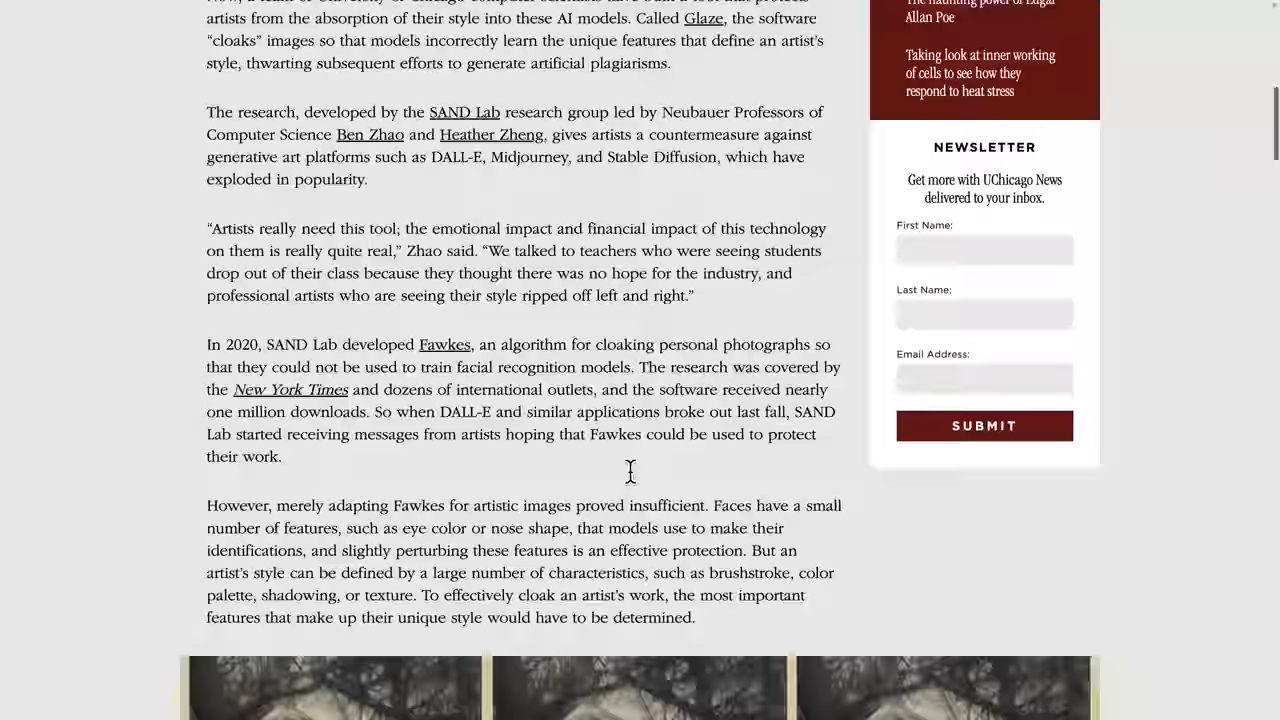 artists from the absorption of their style into these AI models. Called Glaze, the software
“cloaks” images so that models incorrectly learn the unique features that define an artist’s
style, thwarting subsequent efforts to generate artificial plagiarisms.
The research, developed by the SAND Lab research group led by Neubauer Professors of
Computer Science Ben Zhao and Heather Zheng, gives artists a countermeasure against
generative art platforms such as DALL-E, Midjourney, and Stable Diffusion, which have
exploded in popularity.
“Artists really need this tool; the emotional impact and financial impact of this technology
on them is really quite real,” Zhao said. “We talked to teachers who were seeing students
drop out of their class because they thought there was no hope for the industry, and
professional artists who are seeing their style ripped off left and right.”
In 2020, SAND Lab developed Fawkes, an algorithm for cloaking personal photographs so
that they could not be used to train facial recognition models. The research was covered by
the New York Times and dozens of international outlets, and the software received nearly
one million downloads. So when DALL-E and similar applications broke out last fall, SAND
Lab started receiving messages from artists hoping that Fawkes could be used to protect
their work.
However, merely adapting Fawkes for artistic images proved insufficient. Faces have a small
number of features, such as eye color or nose shape, that models use to make their
identifications, and slightly perturbing these features is an effective protection. But an
artist’s style can be defined by a large number of characteristics, such as brushstroke, color
palette, shadowing, or texture. To effectively cloak an artist’s work, the most important
features that make up their unique style would have to be determined.
The haunting power of Edgar
Allan Poe
Taking look at inner working
of cells to see how they
respond to heat stress
NEWSLETTER
Get more with UChicago News
delivered to your inbox.
First Name:
Last Name:
Email Address:
SUBMIT